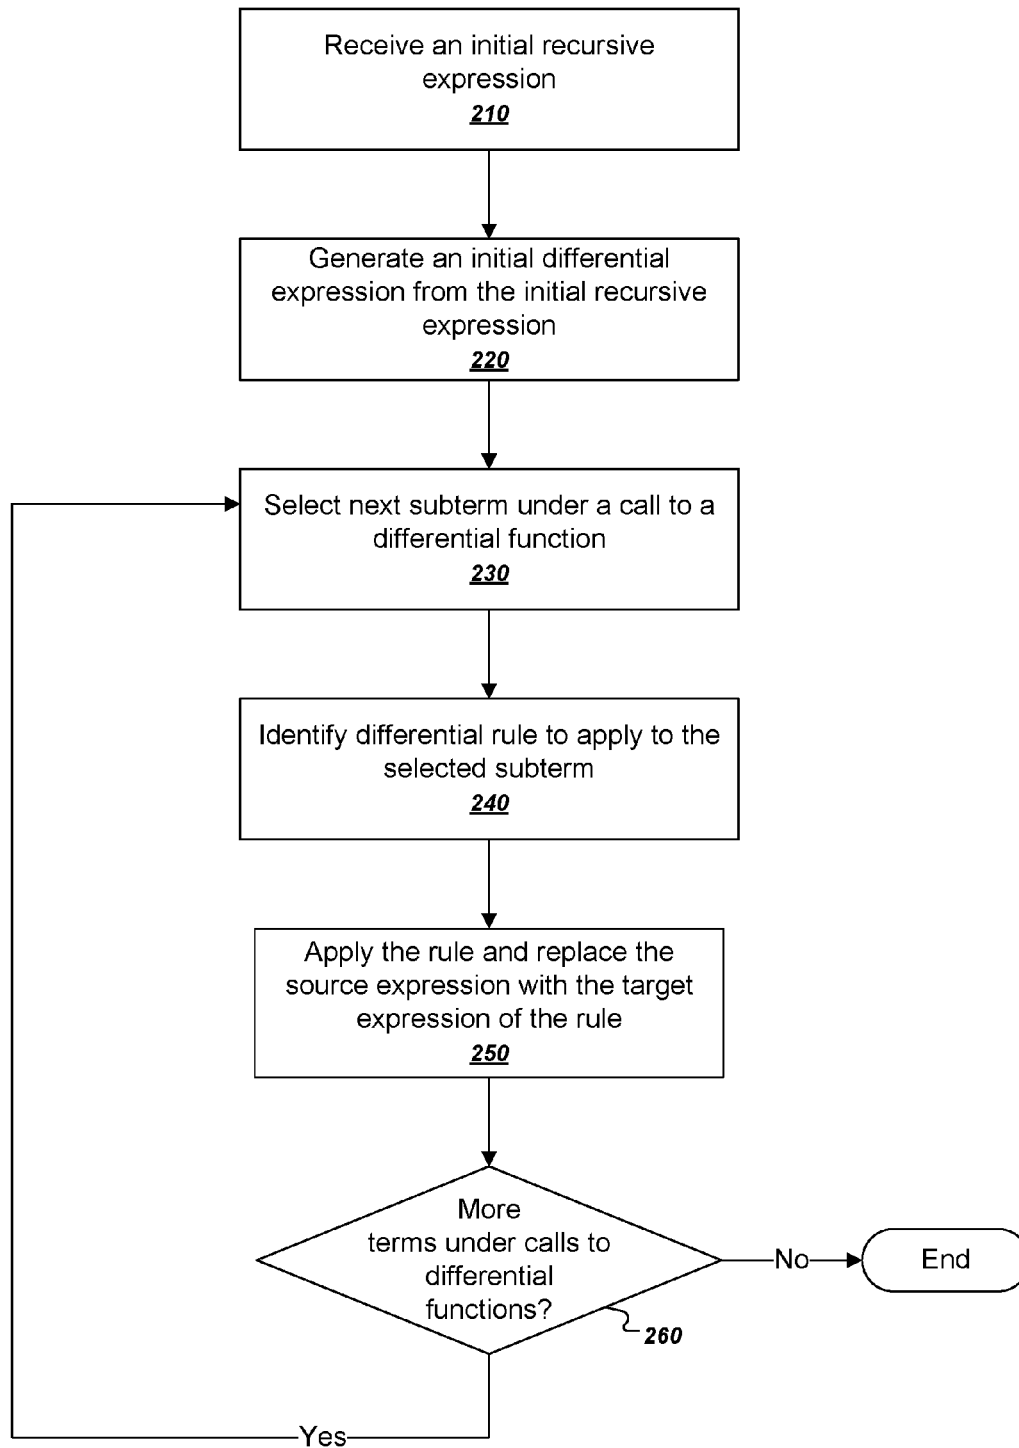 Receive an initial recursive
expression
210
Generate an initial differential
expression from the initial recursive
expression
220
Select next subterm under a call to a
differential function
230
Identify differential rule to apply to the
selected subterm
240
Apply the rule and replace the
source expression with the target
expression of the rule
250
More
terms under calls to
differential
functions?
260
No
End
Yes